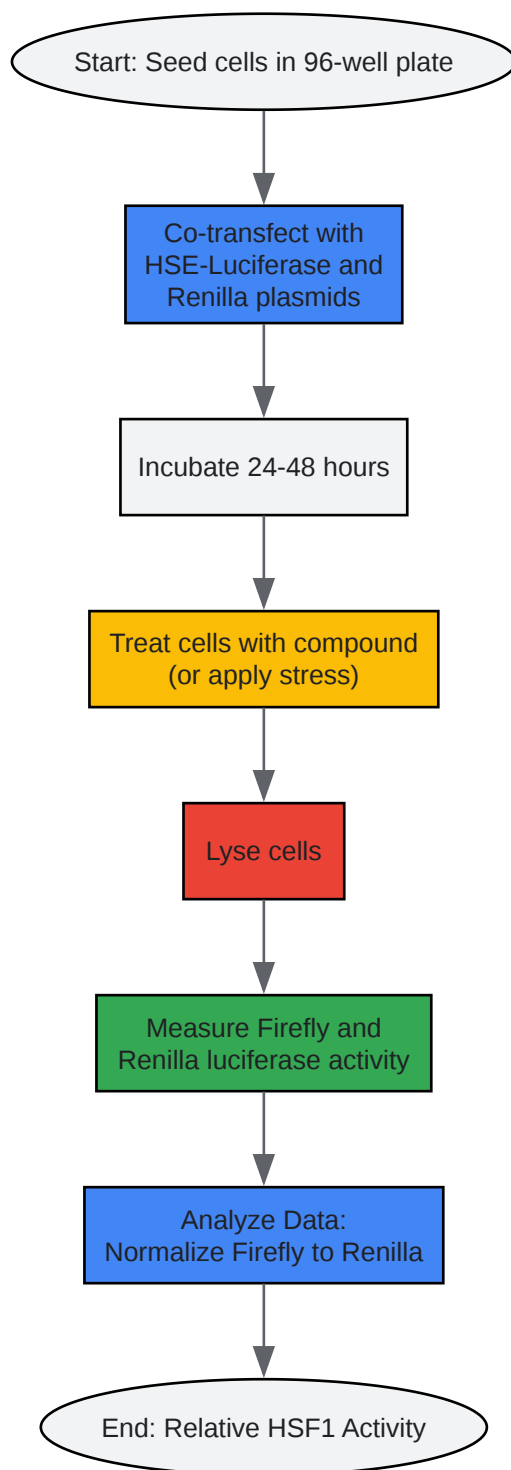 Start: Seed cells in 96-well plate
Co-transfect with
HSE-Luciferase and
Renilla plasmids
Incubate 24-48 hours
Treat cells with compound
(or apply stress)
Lyse cells
Measure Firefly and
Renilla luciferase activity
Analyze Data:
Normalize Firefly to Renilla
End: Relative HSF1 Activity